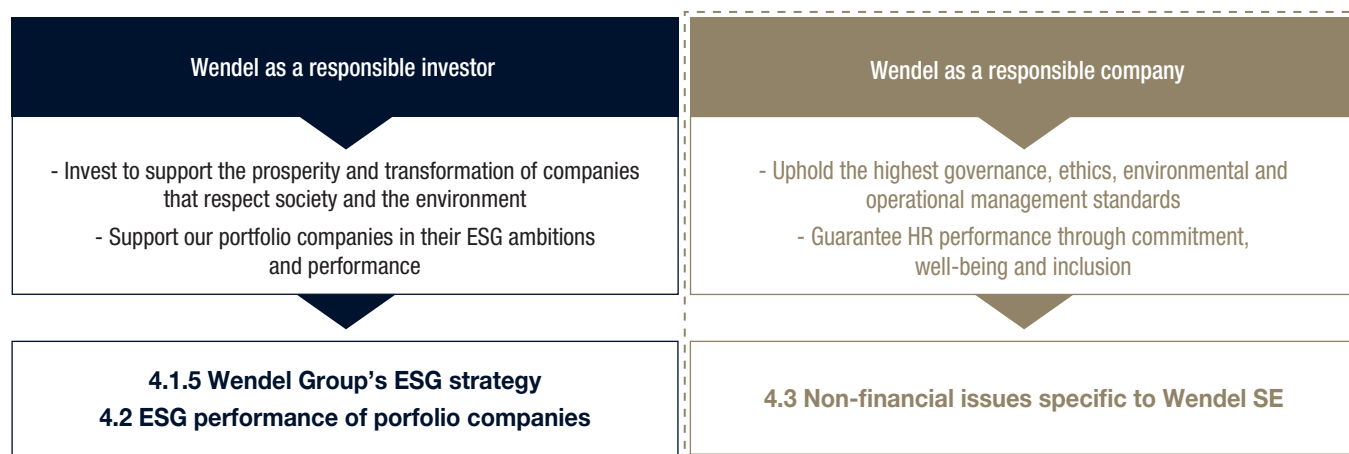 Wendel as a responsible investor
- Invest to support the prosperity and transformation of companies
that respect society and the environment
- Support our portfolio companies in their ESG ambitions
and performance
4.1.5 Wendel Group’s ESG strategy
4.2 ESG performance of porfolio companies
Wendel as a responsible company
- Uphold the highest governance, ethics, environmental and
operational management standards
- Guarantee HR performance through commitment,
well-being and inclusion
4.3 Non-financial issues specific to Wendel SE